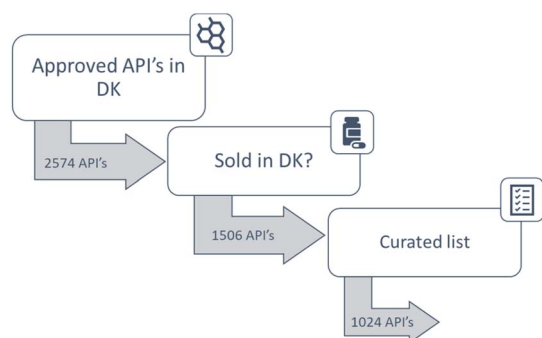 Approved API's in
DK
2574 API's
Sold in DK?
1506 API's
Curated list
1024 API's